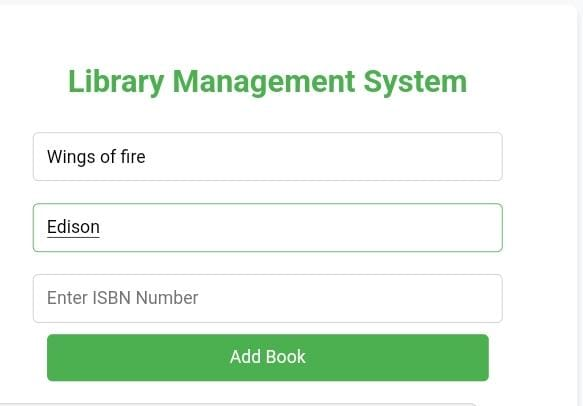 Library Management System
Wings of fire
Edison
Enter ISBN Number
Add Book